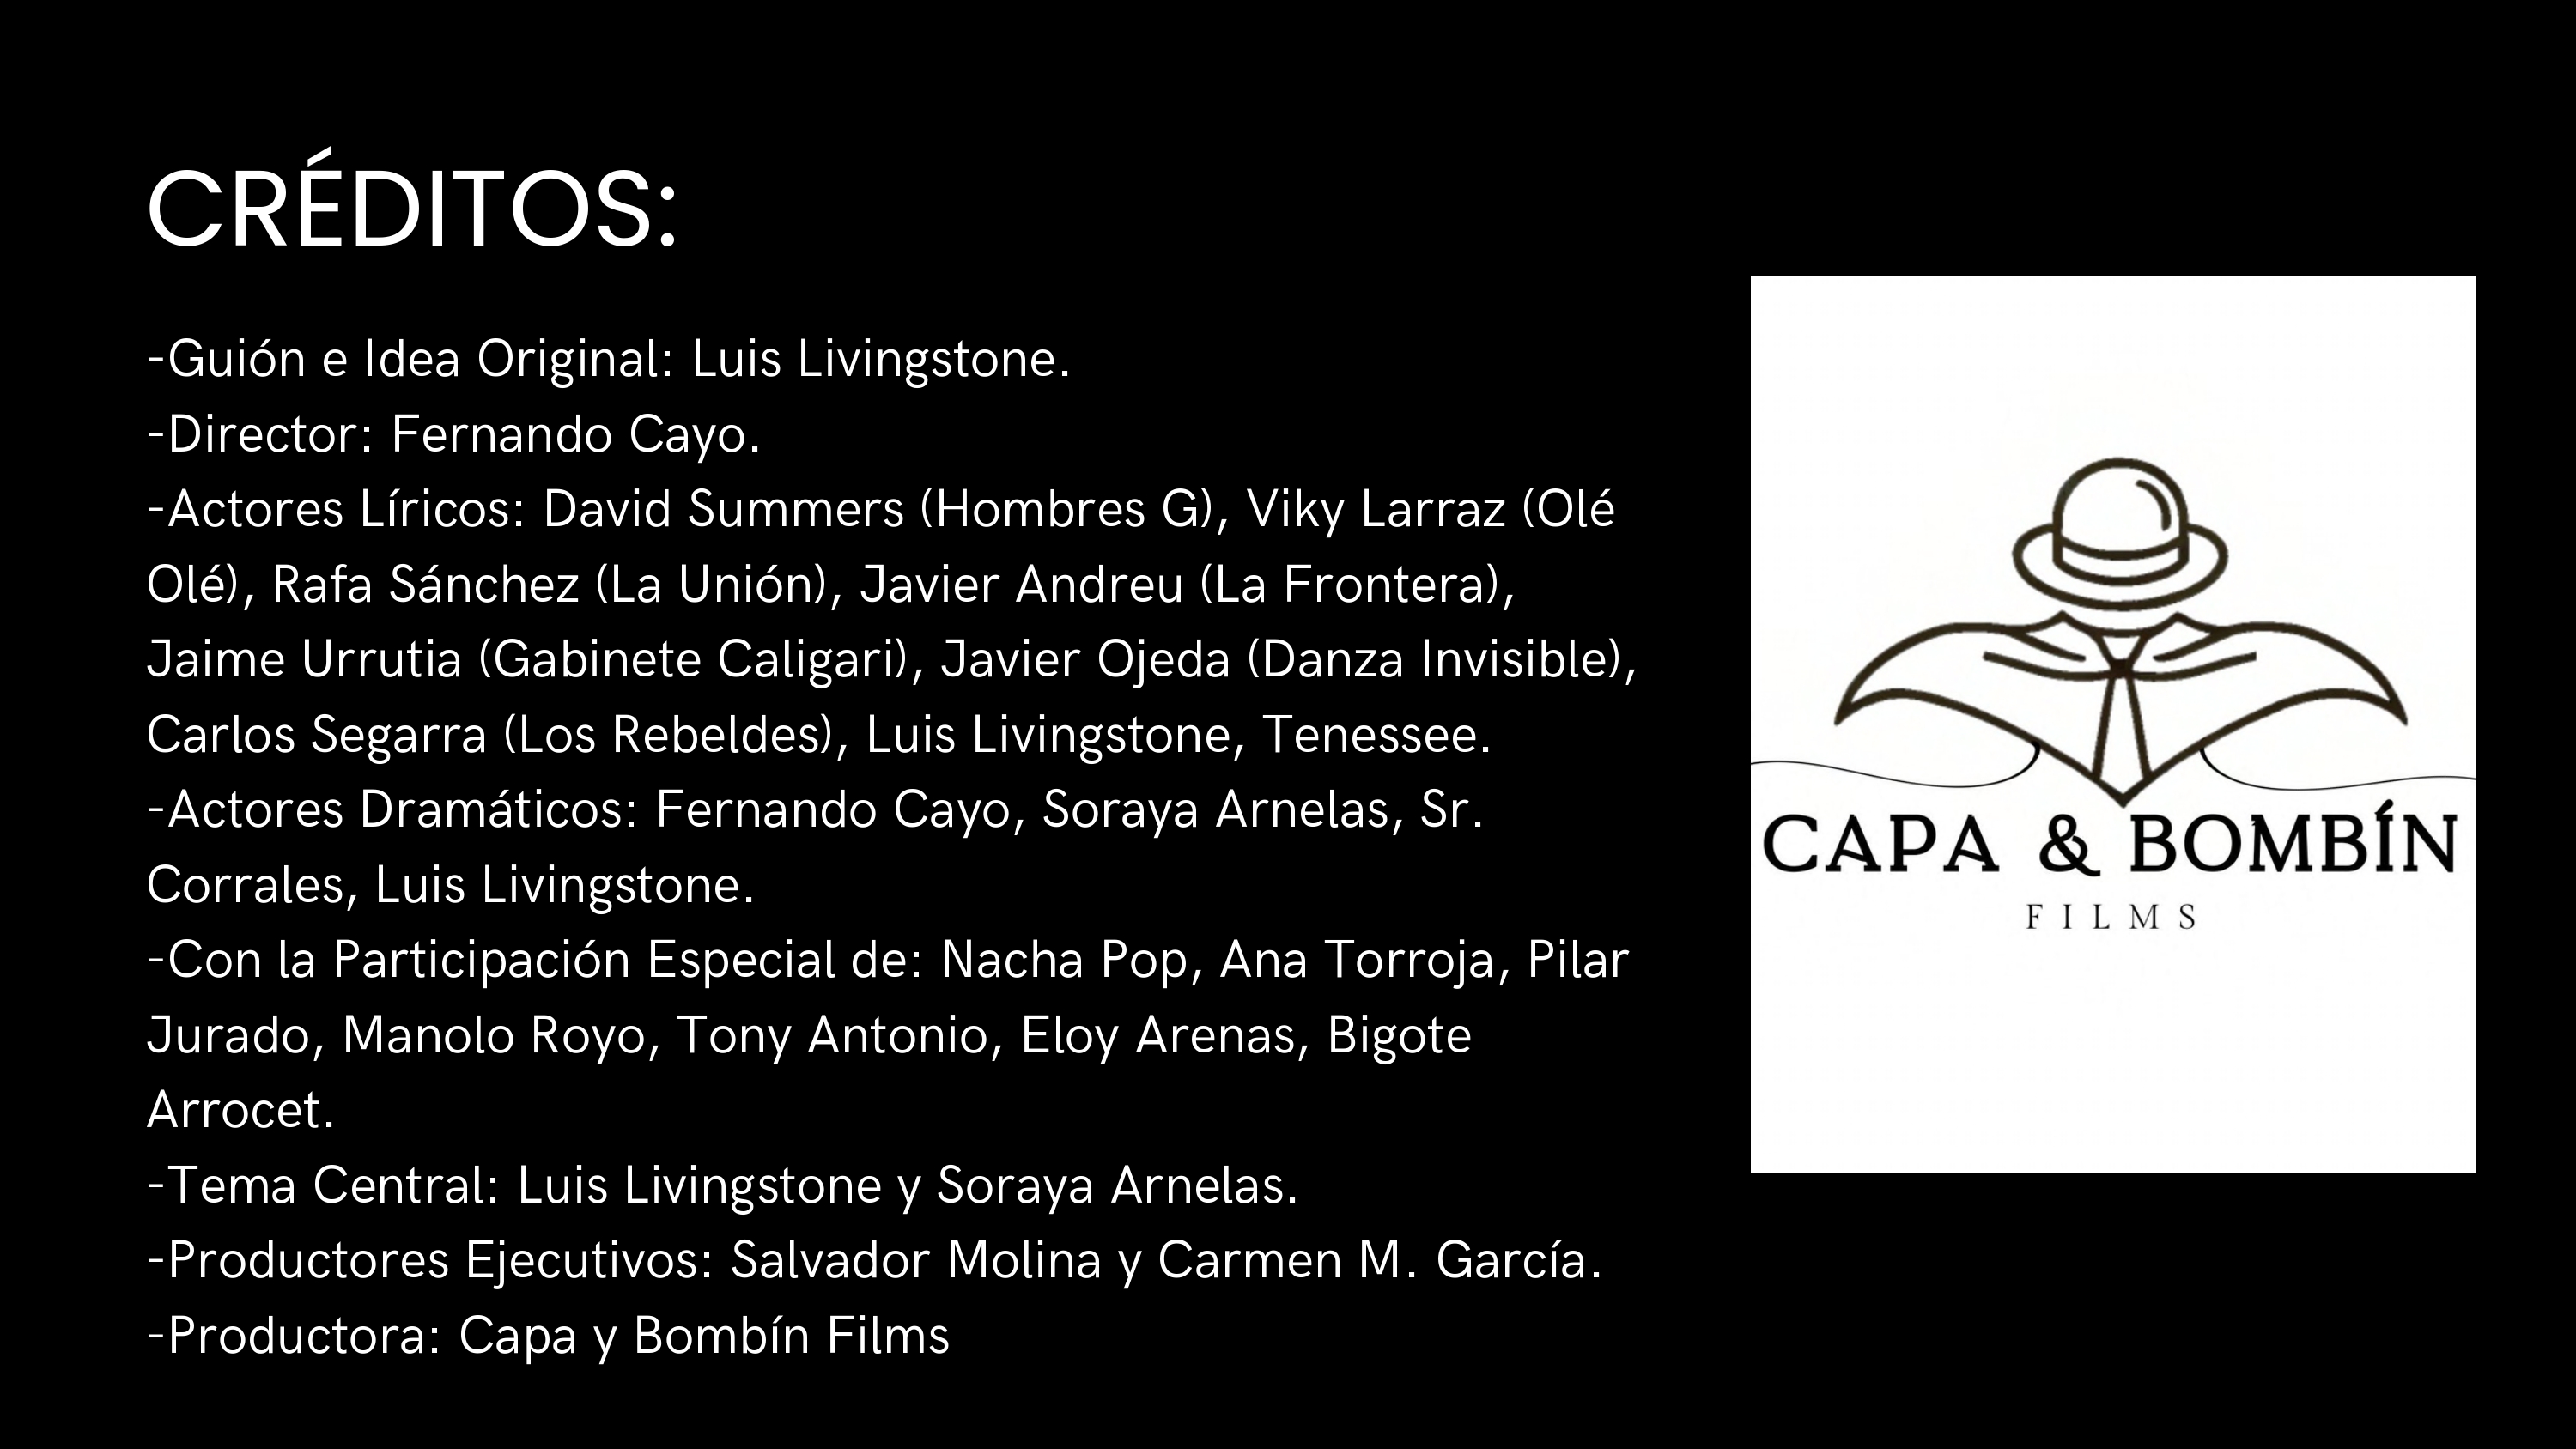 CRÉDITOS:
-Guión e Idea Original: Luis Livingstone.
-Director: Fernando Cayo.
-Actores Líricos: David Summers (Hombres G), Viky Larraz (Olé
Olé), Rafa Sánchez (La Unión), Javier Andreu (La Frontera),
Jaime Urrutia (Gabinete Caligari), Javier Ojeda (Danza Invisible),
Carlos Segarra (Los Rebeldes), Luis Livingstone, Tenessee.
-Actores Dramáticos: Fernando Cayo, Soraya Arnelas, Sr.
Corrales, Luis Livingstone.
-Con la Participación Especial de: Nacha Pop, Ana Torroja, Pilar
Jurado, Manolo Royo, Tony Antonio, Eloy Arenas, Bigote
Arrocet.
-Tema Central: Luis Livingstone y Soraya Arnelas.
-Productores Ejecutivos: Salvador Molina y Carmen M. García.
-Productora: Capa y Bombín Films
CAPA & BOMBÍN
FILMS